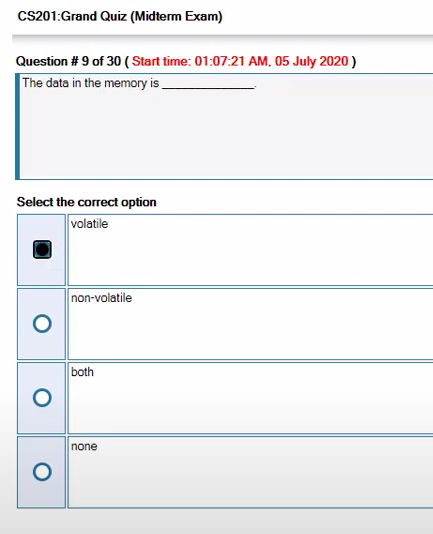 CS201:Grand Quiz (Midterm Exam)
Question # 9 of 30 ( Start time: 01:07:21 AM, 05 July 2020 )
The data in the memory is ______________.
Select the correct option
volatile
non-volatile
both
none